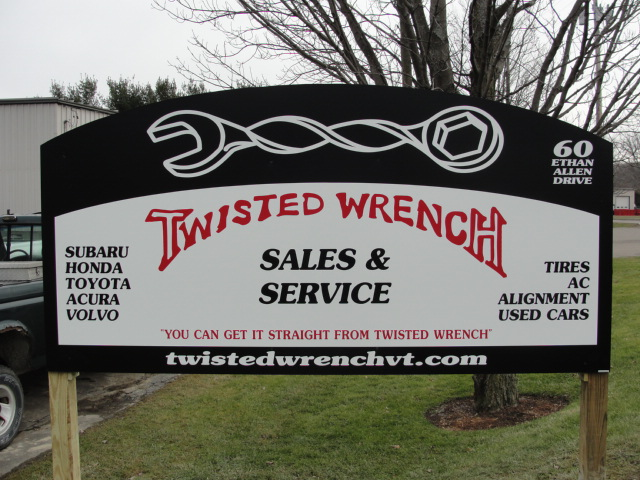 60
ETHAN
ALLEN
DRIVE
TWISTED WRENCH
SALES &
SERVICE
SUBARU
HONDA
TOYOTA
ACURA
VOLVO
TIRES
AC
ALIGNMENT
USED CARS
"YOU CAN GET IT STRAIGHT FROM TWISTED WRENCH"
twistedwrenchvt.com